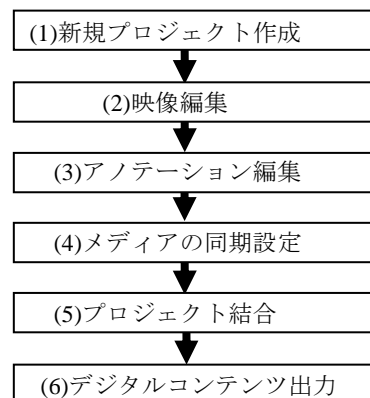 (1)新規プロジェクト作成
(2)映像編集
(3)アノテーション編集
(4)メディアの同期設定
(5)プロジェクト結合
(6)デジタルコンテンツ出力